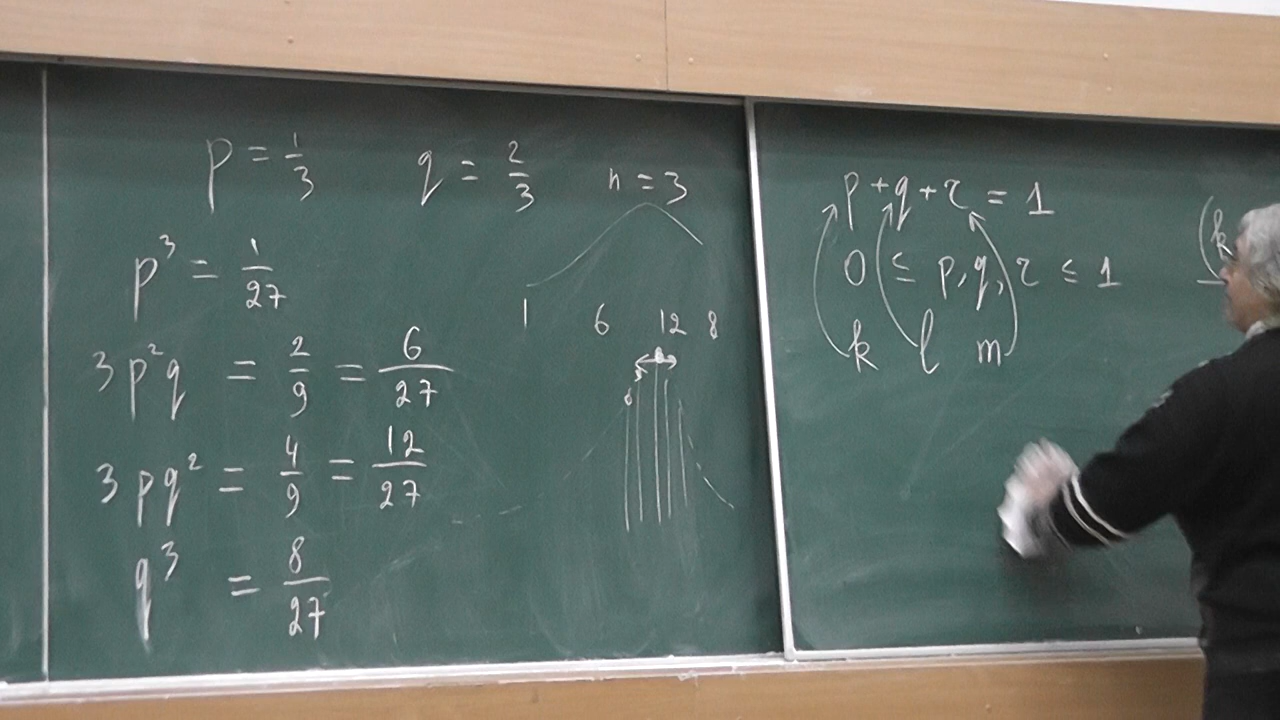 p = 1/3 q = 2/3 n = 3
p³ = 1/27
3p²q = 2/9 = 6/27
3pq² = 4/9 = 12/27
q³ = 8/27
1 6 12 8
p + q + r = 1
0 ≤ p, q, r ≤ 1
k l m
(k